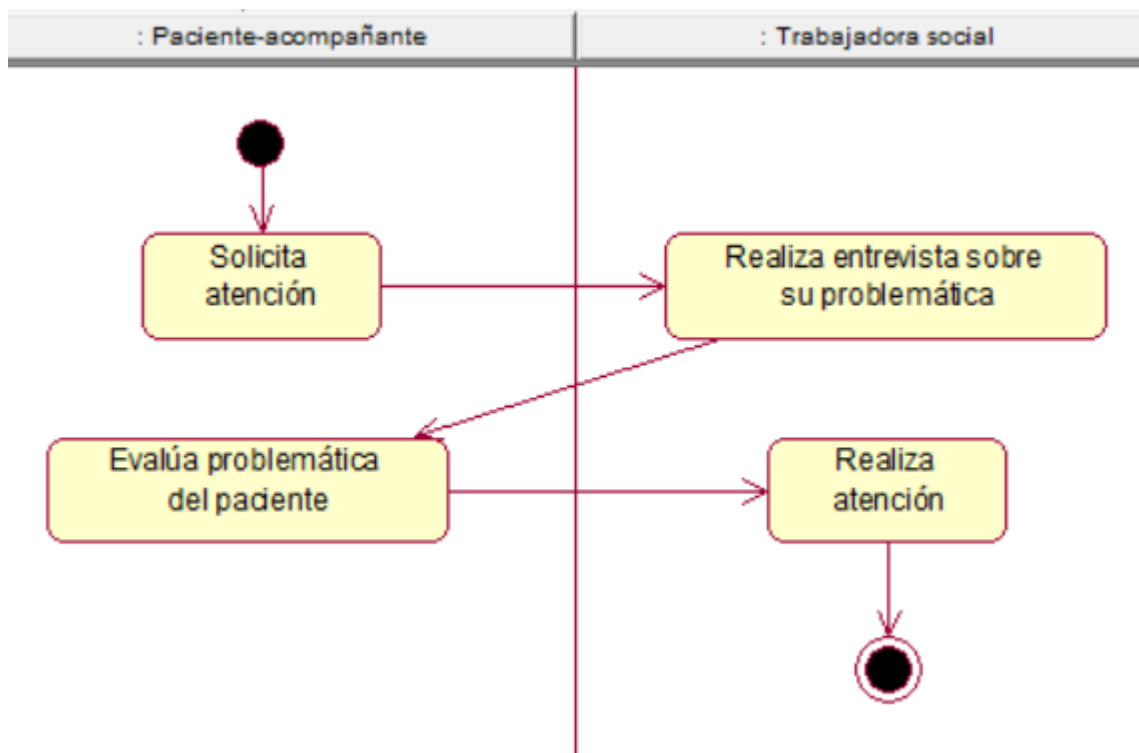 : Paciente-acompañante
: Trabajadora social
Solicita
atención
Realiza entrevista sobre
su problemática
Evalúa problemática
del paciente
Realiza
atención